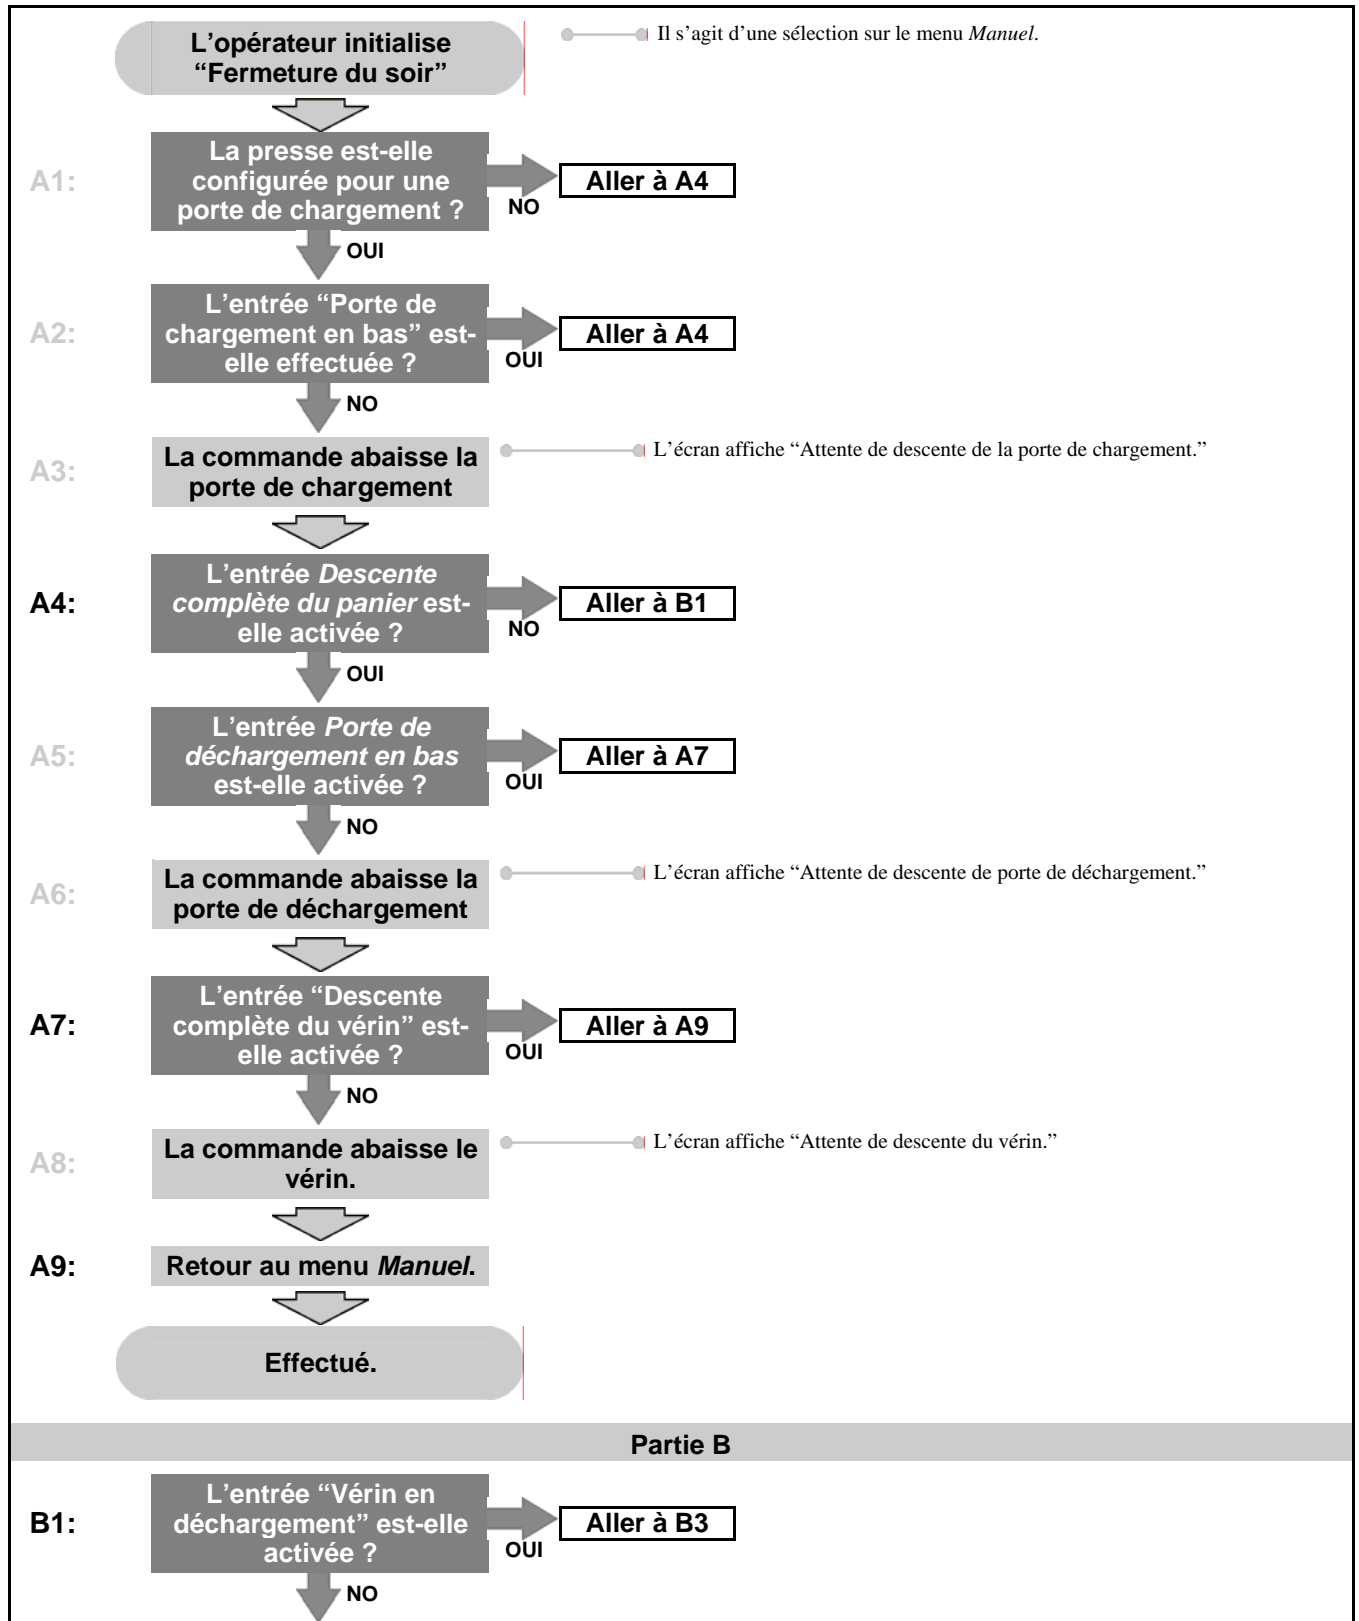 L’opérateur initialise
“Fermeture du soir”
Il s’agit d’une sélection sur le menu Manuel.
A1:
La presse est-elle
configurée pour une
porte de chargement ?
NO
Aller à A4
OUI
A2:
L’entrée “Porte de
chargement en bas” est-
elle effectuée ?
OUI
Aller à A4
NO
A3:
La commande abaisse la
porte de chargement
L’écran affiche “Attente de descente de la porte de chargement.”
A4:
L’entrée Descente
complète du panier est-
elle activée ?
NO
Aller à B1
OUI
A5:
L’entrée Porte de
déchargement en bas
est-elle activée ?
OUI
Aller à A7
NO
A6:
La commande abaisse la
porte de déchargement
L’écran affiche “Attente de descente de porte de déchargement.”
A7:
L’entrée “Descente
complète du vérin” est-
elle activée ?
OUI
Aller à A9
NO
A8:
La commande abaisse le
vérin.
L’écran affiche “Attente de descente du vérin.”
A9:
Retour au menu Manuel.
Effectué.
Partie B
B1:
L’entrée “Vérin en
déchargement” est-elle
activée ?
OUI
Aller à B3
NO